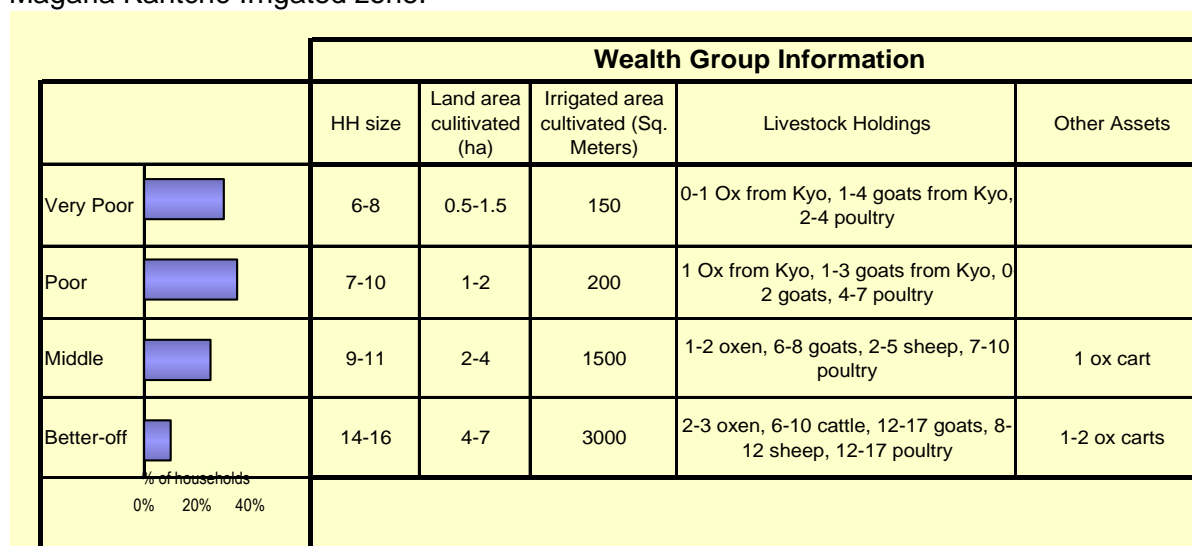 Magaria Kantché Irrigated zone.
Wealth Group Information
HH size
Land area
culitivated
(ha)
Irrigated area
cultivated (Sq.
Meters)
Livestock Holdings
Other Assets
Very Poor
6-8
0.5-1.5
150
0-1 Ox from Kyo, 1-4 goats from Kyo,
2-4 poultry
Poor
7-10
1-2
200
1 Ox from Kyo, 1-3 goats from Kyo, 0
2 goats, 4-7 poultry
Middle
9-11
2-4
1500
1-2 oxen, 6-8 goats, 2-5 sheep, 7-10
poultry
1 ox cart
Better-off
14-16
4-7
3000
2-3 oxen, 6-10 cattle, 12-17 goats, 8-
12 sheep, 12-17 poultry
1-2 ox carts
% of households
0% 20% 40%